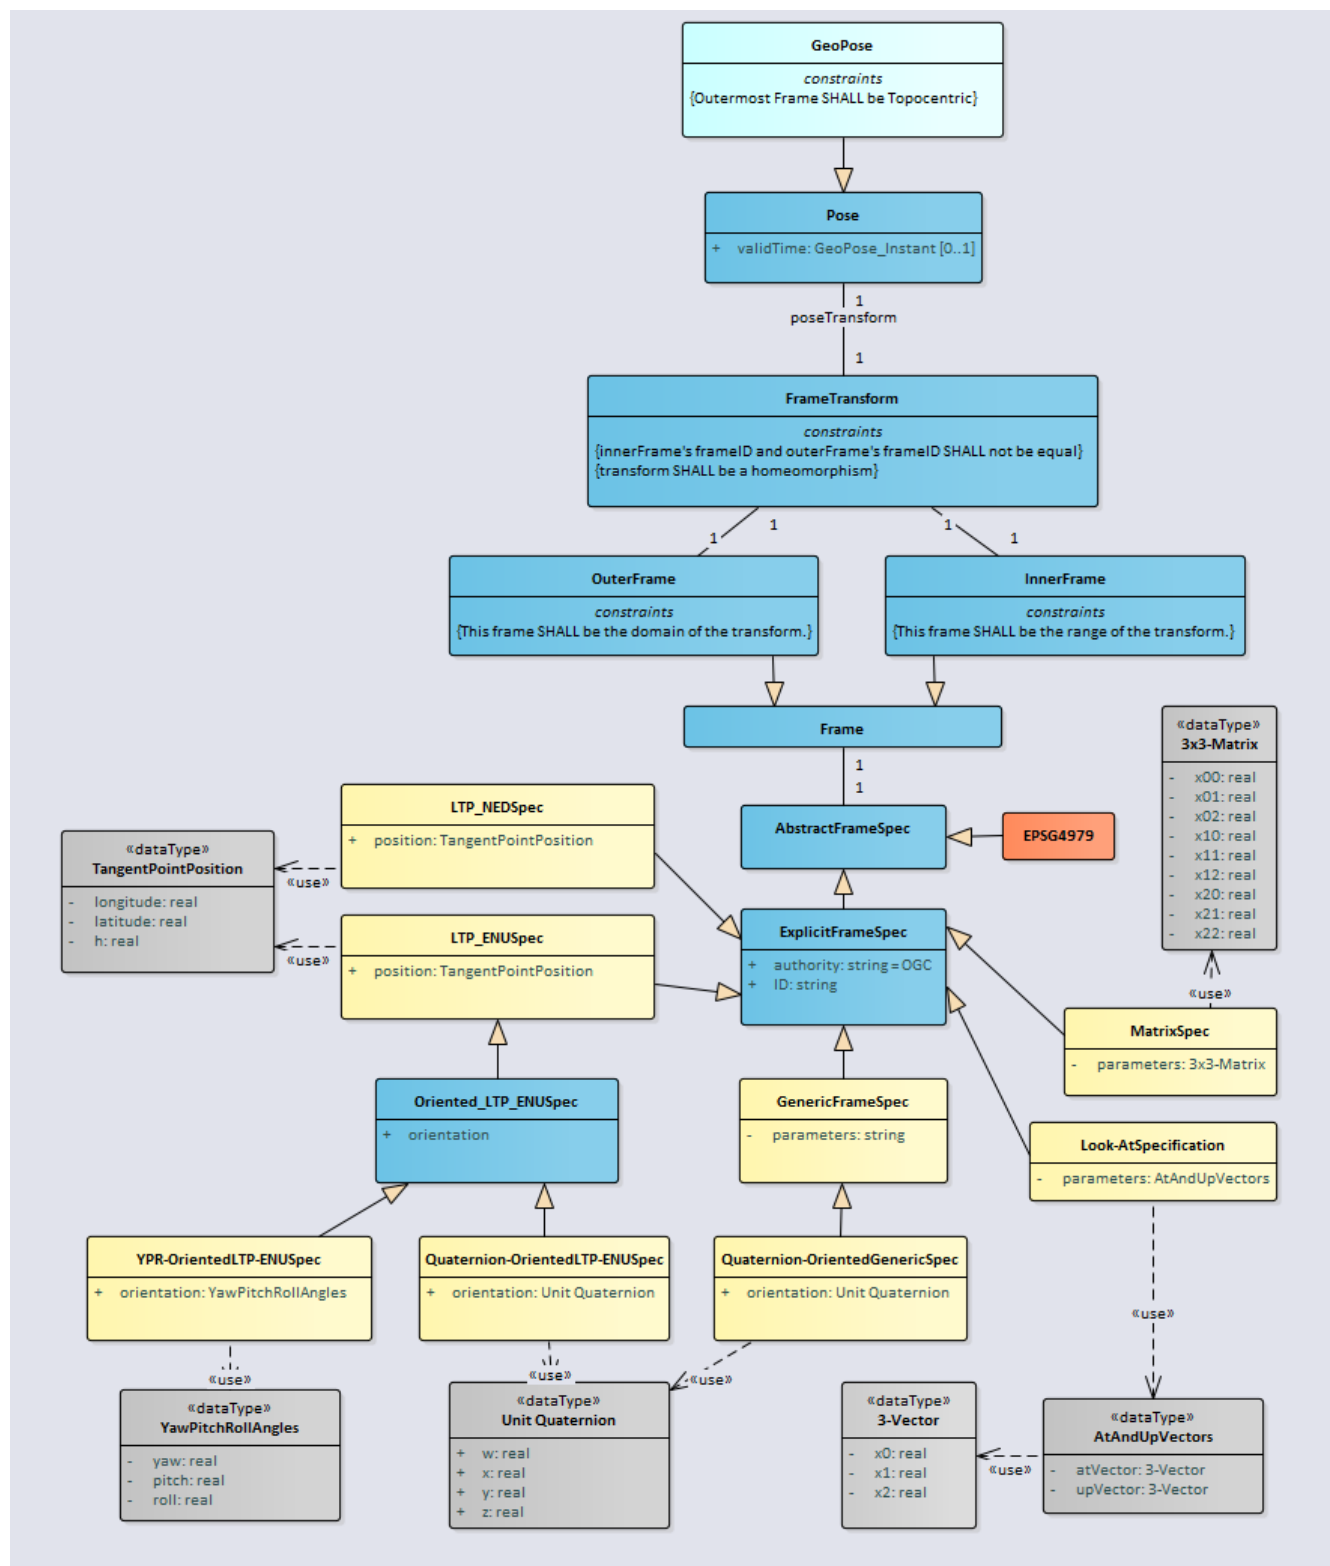 GeoPose
constraints
{Outermost Frame SHALL be Topocentric}
Pose
+ validTime: GeoPose_Instant [0..1]
1
poseTransform
1
FrameTransform
constraints
{innerFrame's frameID and outerFrame's frameID SHALL not be equal}
{transform SHALL be a homeomorphism}
1
1
1
1
OuterFrame
constraints
{This frame SHALL be the domain of the transform.}
InnerFrame
constraints
{This frame SHALL be the range of the transform.}
Frame
1
1
«dataType»
3x3-Matrix
- x00: real
- x01: real
- x02: real
- x10: real
- x11: real
- x12: real
- x20: real
- x21: real
- x22: real
«use»
LTP_NEDSpec
+ position: TangentPointPosition
AbstractFrameSpec
EPSG4979
«dataType»
TangentPointPosition
- longitude: real
- latitude: real
- h: real
«use»
«use»
LTP_ENUSpec
+ position: TangentPointPosition
ExplicitFrameSpec
+ authority: string = OGC
+ ID: string
MatrixSpec
- parameters: 3x3-Matrix
Oriented_LTP_ENUSpec
+ orientation
GenericFrameSpec
- parameters: string
Look-AtSpecification
- parameters: AtAndUpVectors
YPR-OrientedLTP-ENUSpec
+ orientation: YawPitchRollAngles
Quaternion-OrientedLTP-ENUSpec
+ orientation: Unit Quaternion
Quaternion-OrientedGenericSpec
+ orientation: Unit Quaternion
«use»
«use»
«use»
«use»
«dataType»
YawPitchRollAngles
- yaw: real
- pitch: real
- roll: real
«dataType»
Unit Quaternion
+ w: real
+ x: real
+ y: real
+ z: real
«dataType»
3-Vector
- x0: real
- x1: real
- x2: real
«use»
«dataType»
AtAndUpVectors
- atVector: 3-Vector
- upVector: 3-Vector